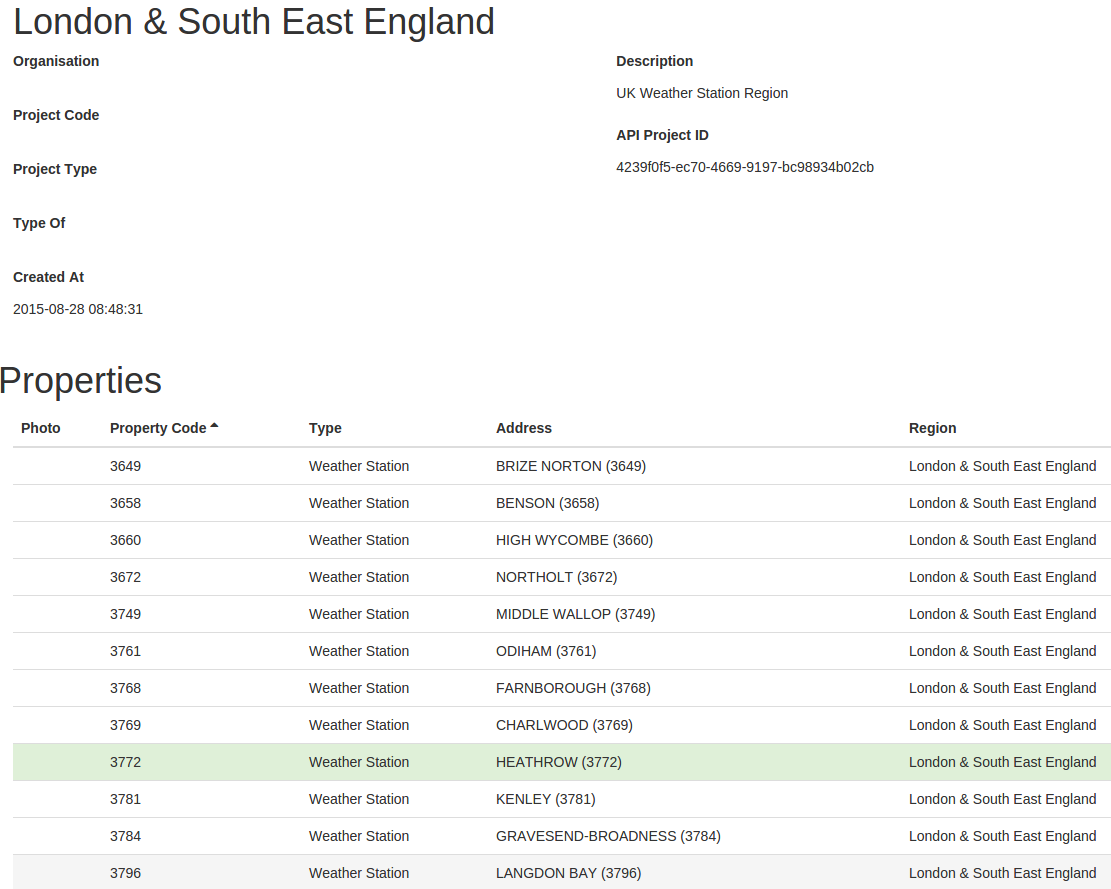 London & South East England
Organisation
Description
UK Weather Station Region
Project Code
API Project ID
Project Type
4239f0f5-ec70-4669-9197-bc98934b02cb
Type Of
Created At
2015-08-28 08:48:31
Properties
Photo Property Code Type Address Region
3649 Weather Station BRIZE NORTON (3649) London & South East England
3658 Weather Station BENSON (3658) London & South East England
3660 Weather Station HIGH WYCOMBE (3660) London & South East England
3672 Weather Station NORTHOLT (3672) London & South East England
3749 Weather Station MIDDLE WALLOP (3749) London & South East England
3761 Weather Station ODIHAM (3761) London & South East England
3768 Weather Station FARNBOROUGH (3768) London & South East England
3769 Weather Station CHARLWOOD (3769) London & South East England
3772 Weather Station HEATHROW (3772) London & South East England
3781 Weather Station KENLEY (3781) London & South East England
3784 Weather Station GRAVESEND-BROADNESS (3784) London & South East England
3796 Weather Station LANGDON BAY (3796) London & South East England